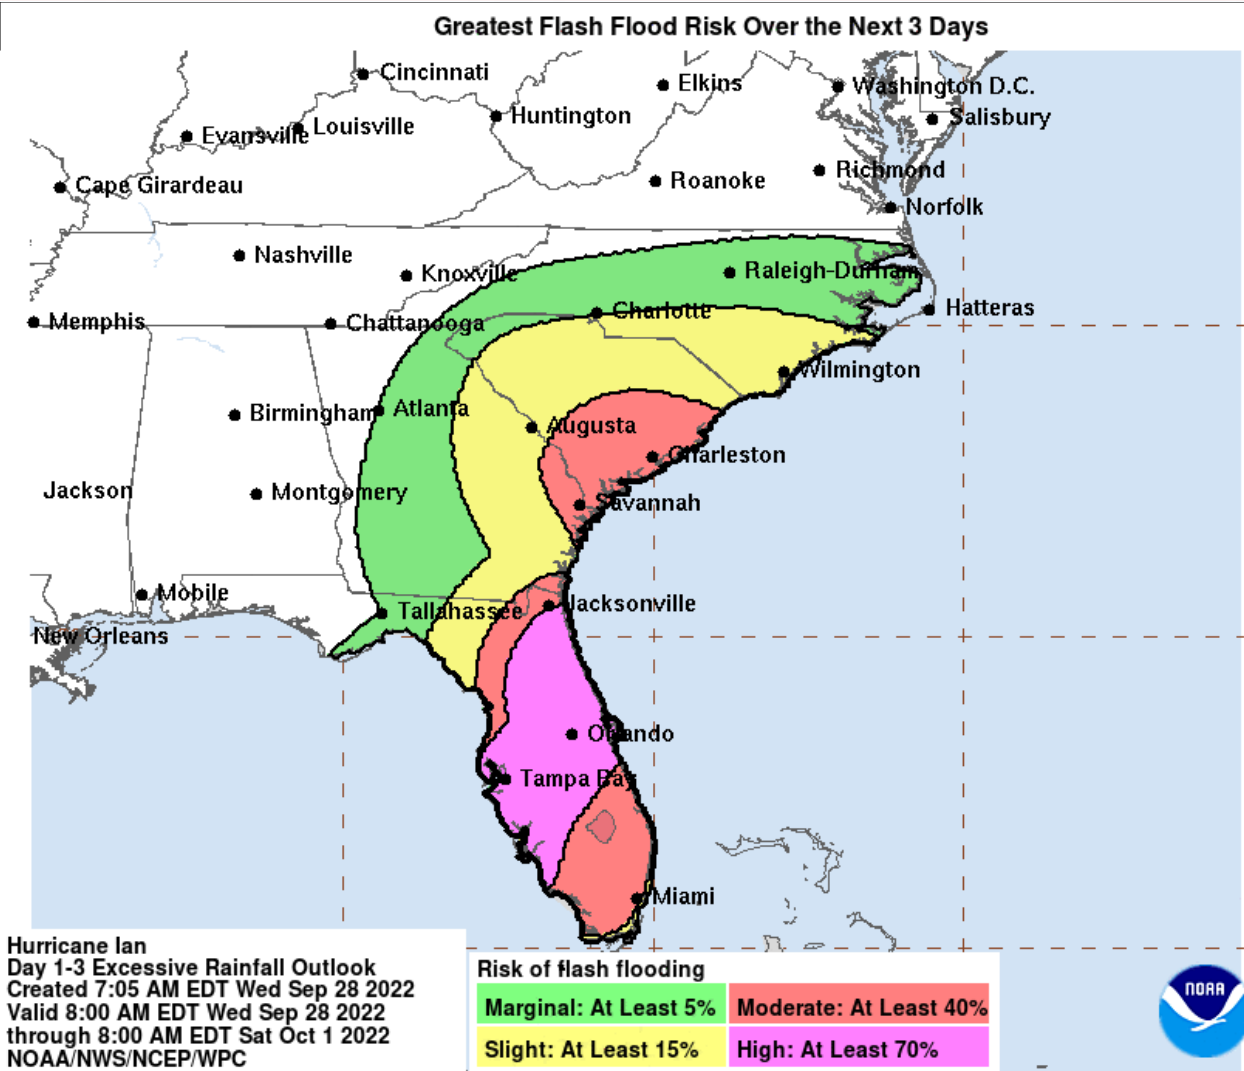 Greatest Flash Flood Risk Over the Next 3 Days
Cincinnati
Elkins
Washington D.C.
Huntington
Salisbury
Louisville
Evansville
Richmond
Roanoke
Cape Girardeau
Norfolk
Nashville
Knoxville
Raleigh-Durham
Hatteras
Charlotte
Memphis
Chattanooga
Wilmington
Birmingham
Atlanta
Augusta
Charleston
Jackson
Montgomery
Savannah
Mobile
Jacksonville
Tallahassee
New Orleans
Orlando
Tampa Bay
Miami
Hurricane Ian
Day 1-3 Excessive Rainfall Outlook
Created 7:05 AM EDT Wed Sep 28 2022
Valid 8:00 AM EDT Wed Sep 28 2022
through 8:00 AM EDT Sat Oct 1 2022
NOAA/NWS/NCEP/WPC
Risk of flash flooding
Marginal: At Least 5%
Moderate: At Least 40%
Slight: At Least 15%
High: At Least 70%
NOAA